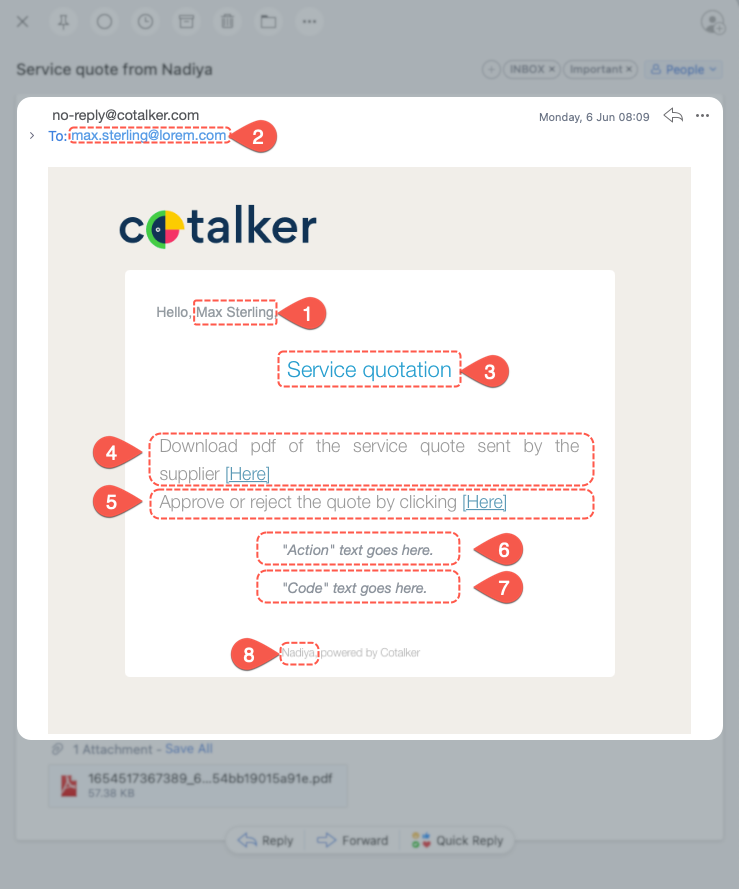 Service quote from Nadiya
INBOX × Important × People
no-reply@cotalker.com
Monday, 6 Jun 08:09
To: max.sterling@lorem.com
2
cotalker
Hello, Max Sterling
1
Service quotation
3
4
Download pdf of the service quote sent by the
supplier [Here]
5
Approve or reject the quote by clicking [Here]
"Action" text goes here.
6
"Code" text goes here.
7
8
Nadiya, powered by Cotalker
1 Attachment - Save All
1654517367389_6...54bb19015a91e.pdf
57.38 KB
Reply
Forward
Quick Reply